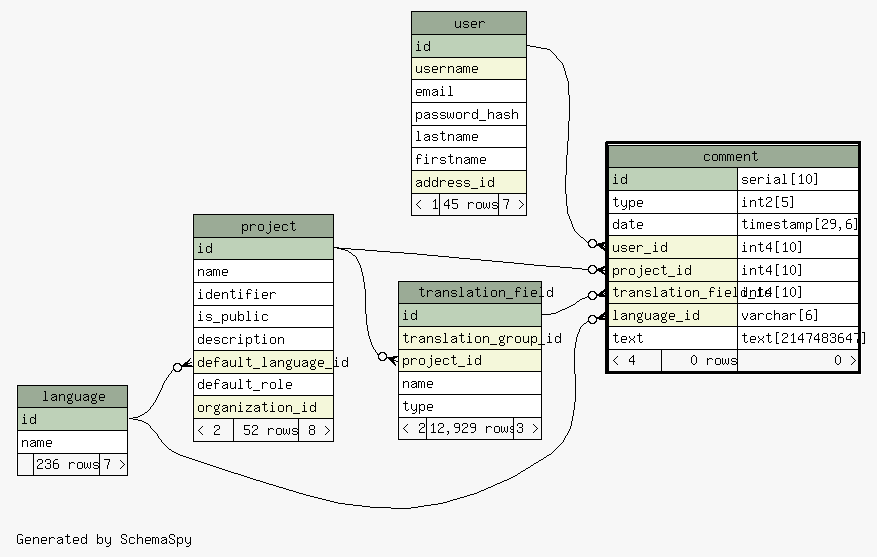 user
id
username
email
password_hash
lastname
firstname
address_id
< 1 45 rows 7 >
comment
id serial[10]
type int2[5]
date timestamp[29,6]
user_id int4[10]
project_id int4[10]
translation_field_id int4[10]
language_id varchar[6]
text text[2147483647]
< 4 0 rows 0 >
project
id
name
identifier
is_public
description
default_language_id
default_role
organization_id
< 2 52 rows 8 >
translation_field
id
translation_group_id
project_id
name
type
< 2 12,929 rows 3 >
language
id
name
236 rows 7 >
Generated by SchemaSpy